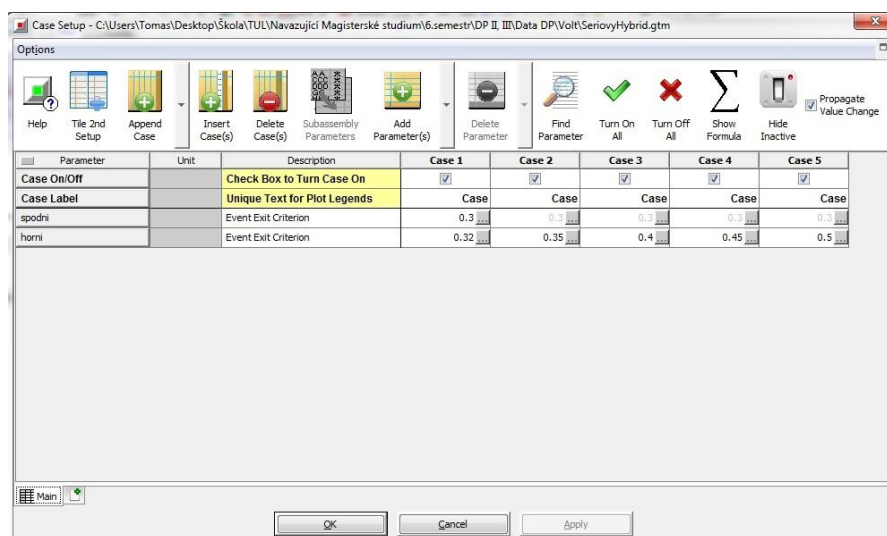 Case Setup - C:\Users\Tomas\Desktop\Škola\TUL\Navazující Magisterské studium\6.semestr\DP II, III\Data DP\Volt\SeriovyHybrid.gtm
Options
Help
Tile 2nd Setup
Append Case
Insert Case(s)
Delete Case(s)
Subassembly Parameters
Add Parameter(s)
Delete Parameter
Find Parameter
Turn On All
Turn Off All
Show Formula
Hide Inactive
Propagate Value Change
Parameter Unit Description Case 1 Case 2 Case 3 Case 4 Case 5
Case On/Off Check Box to Turn Case On
Case Label Unique Text for Plot Legends Case Case Case Case Case
spodni Event Exit Criterion 0.3 ... 0.3 ... 0.3 ... 0.3 ... 0.3 ...
horni Event Exit Criterion 0.32 ... 0.35 ... 0.4 ... 0.45 ... 0.5 ...
Main
OK Cancel Apply